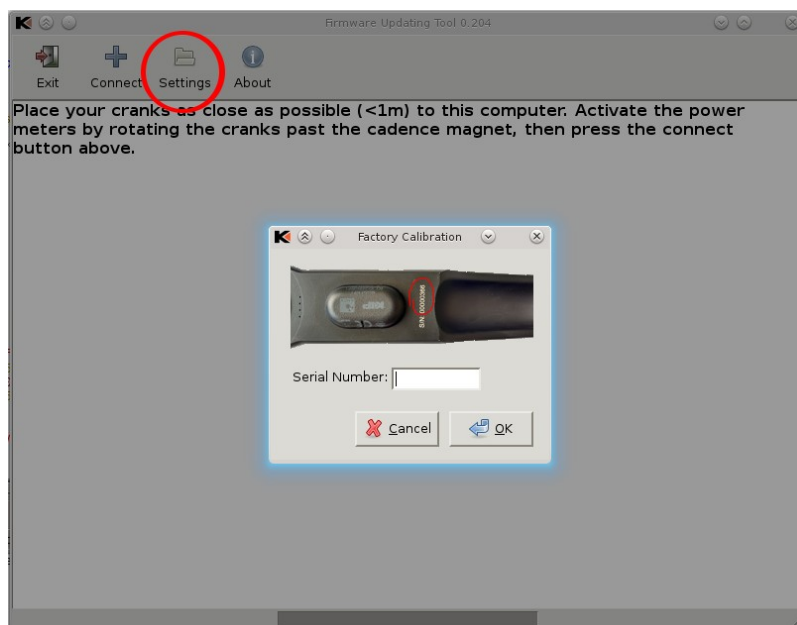 Firmware Updating Tool 0.204
Exit Connect Settings About
Place your cranks as close as possible (<1m) to this computer. Activate the power
meters by rotating the cranks past the cadence magnet, then press the connect
button above.
Factory Calibration
S/N
Serial Number:
Cancel OK